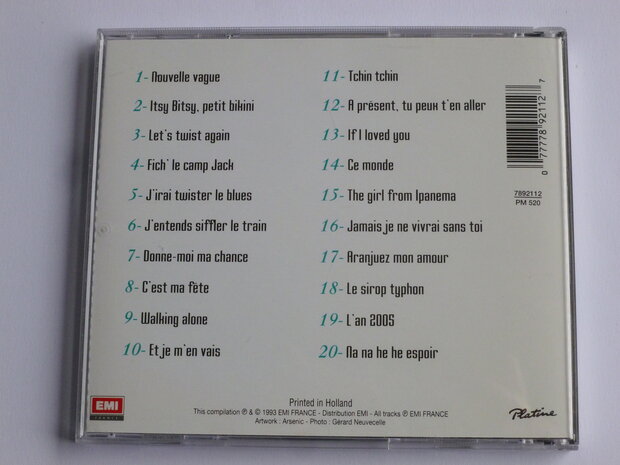 1- Nouvelle vague
2- Itsy Bitsy, petit bikini
3- Let's twist again
4- Fich' le camp Jack
5- J'irai twister le blues
6- J'entends siffler le train
7- Donne-moi ma chance
8- C'est ma fête
9- Walking alone
10- Et je m'en vais
11- Tchin tchin
12- A présent, tu peux t'en aller
13- If I loved you
14- Ce monde
15- The girl from Ipanema
16- Jamais je ne vivrai sans toi
17- Aranjuez mon amour
18- Le sirop typhon
19- L'an 2005
20- Na na he he espoir
0 77778 92112 7
7892112
PM 520
EMI
FRANCE
Printed in Holland
This compilation ℗ & © 1993 EMI FRANCE - Distribution EMI - All tracks ℗ EMI FRANCE
Artwork : Arsenic - Photo : Gérard Neuvecelle
Platine